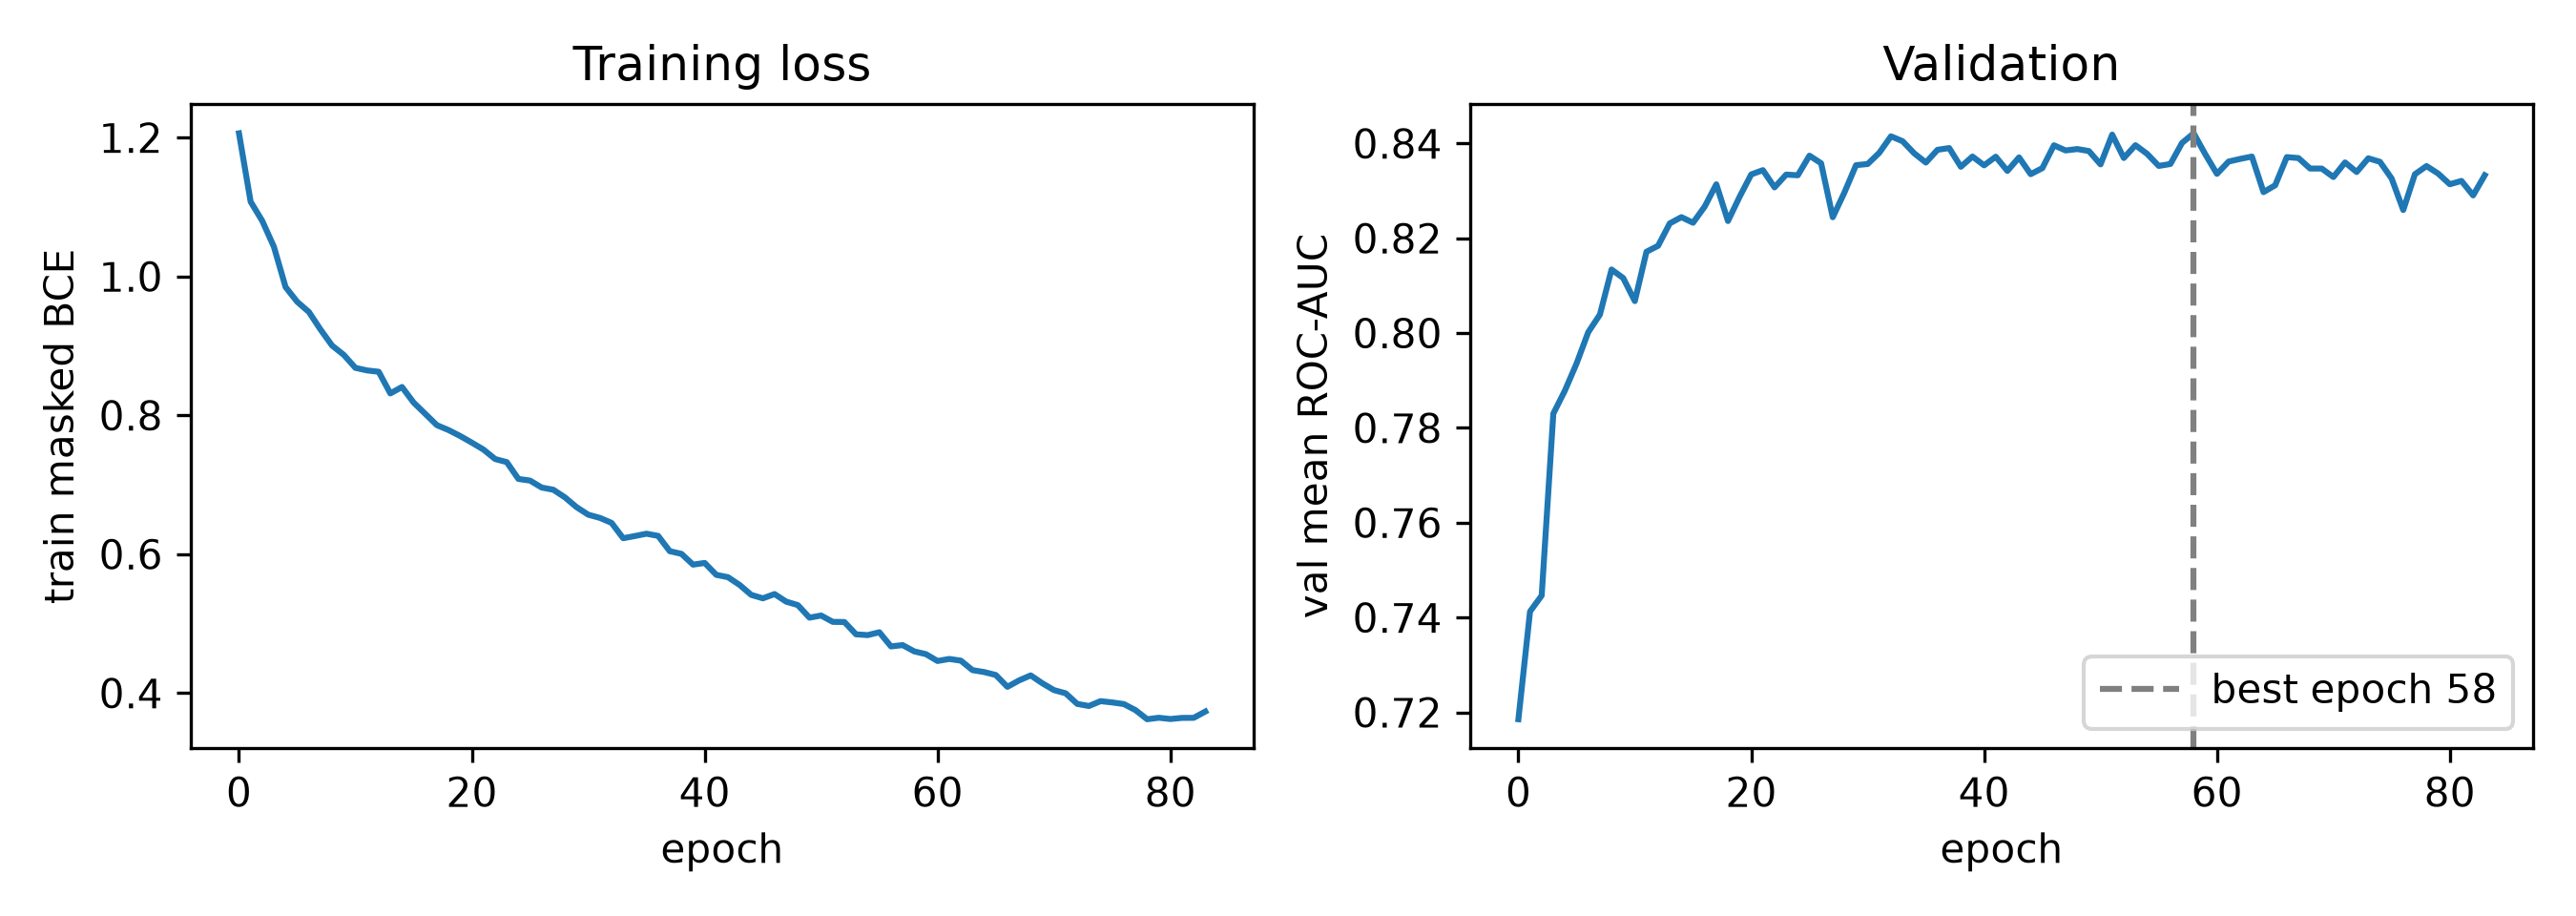 Training loss
train masked BCE
1.2
1.0
0.8
0.6
0.4
0 20 40 60 80
epoch
Validation
val mean ROC-AUC
0.84
0.82
0.80
0.78
0.76
0.74
0.72
best epoch 58
0 20 40 60 80
epoch